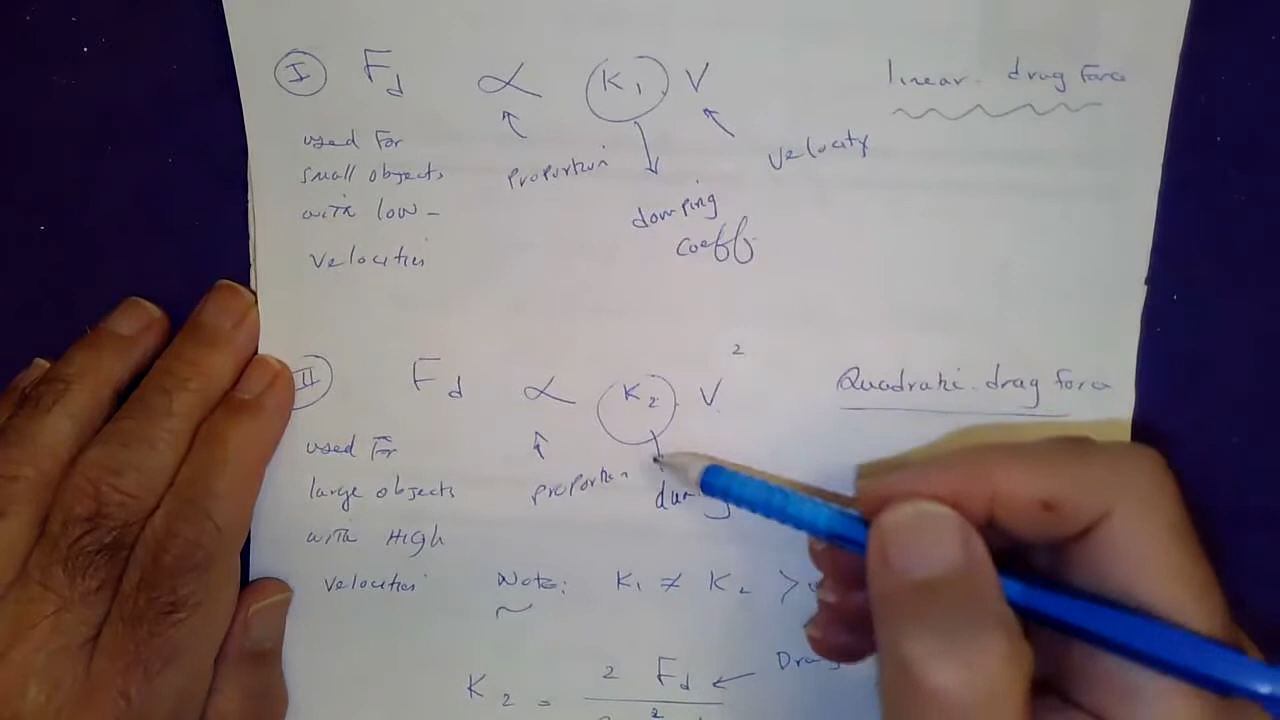 I Fd ∝ K1 V linear drag force
used for
small objects
with low -
velocities
proportion
velocity
damping
coeff.
II Fd ∝ K2 V² Quadratic drag force
used for
large objects
with High
velocities
proportion
Note: K1 ≠ K2 >
K2 = 2 Fd